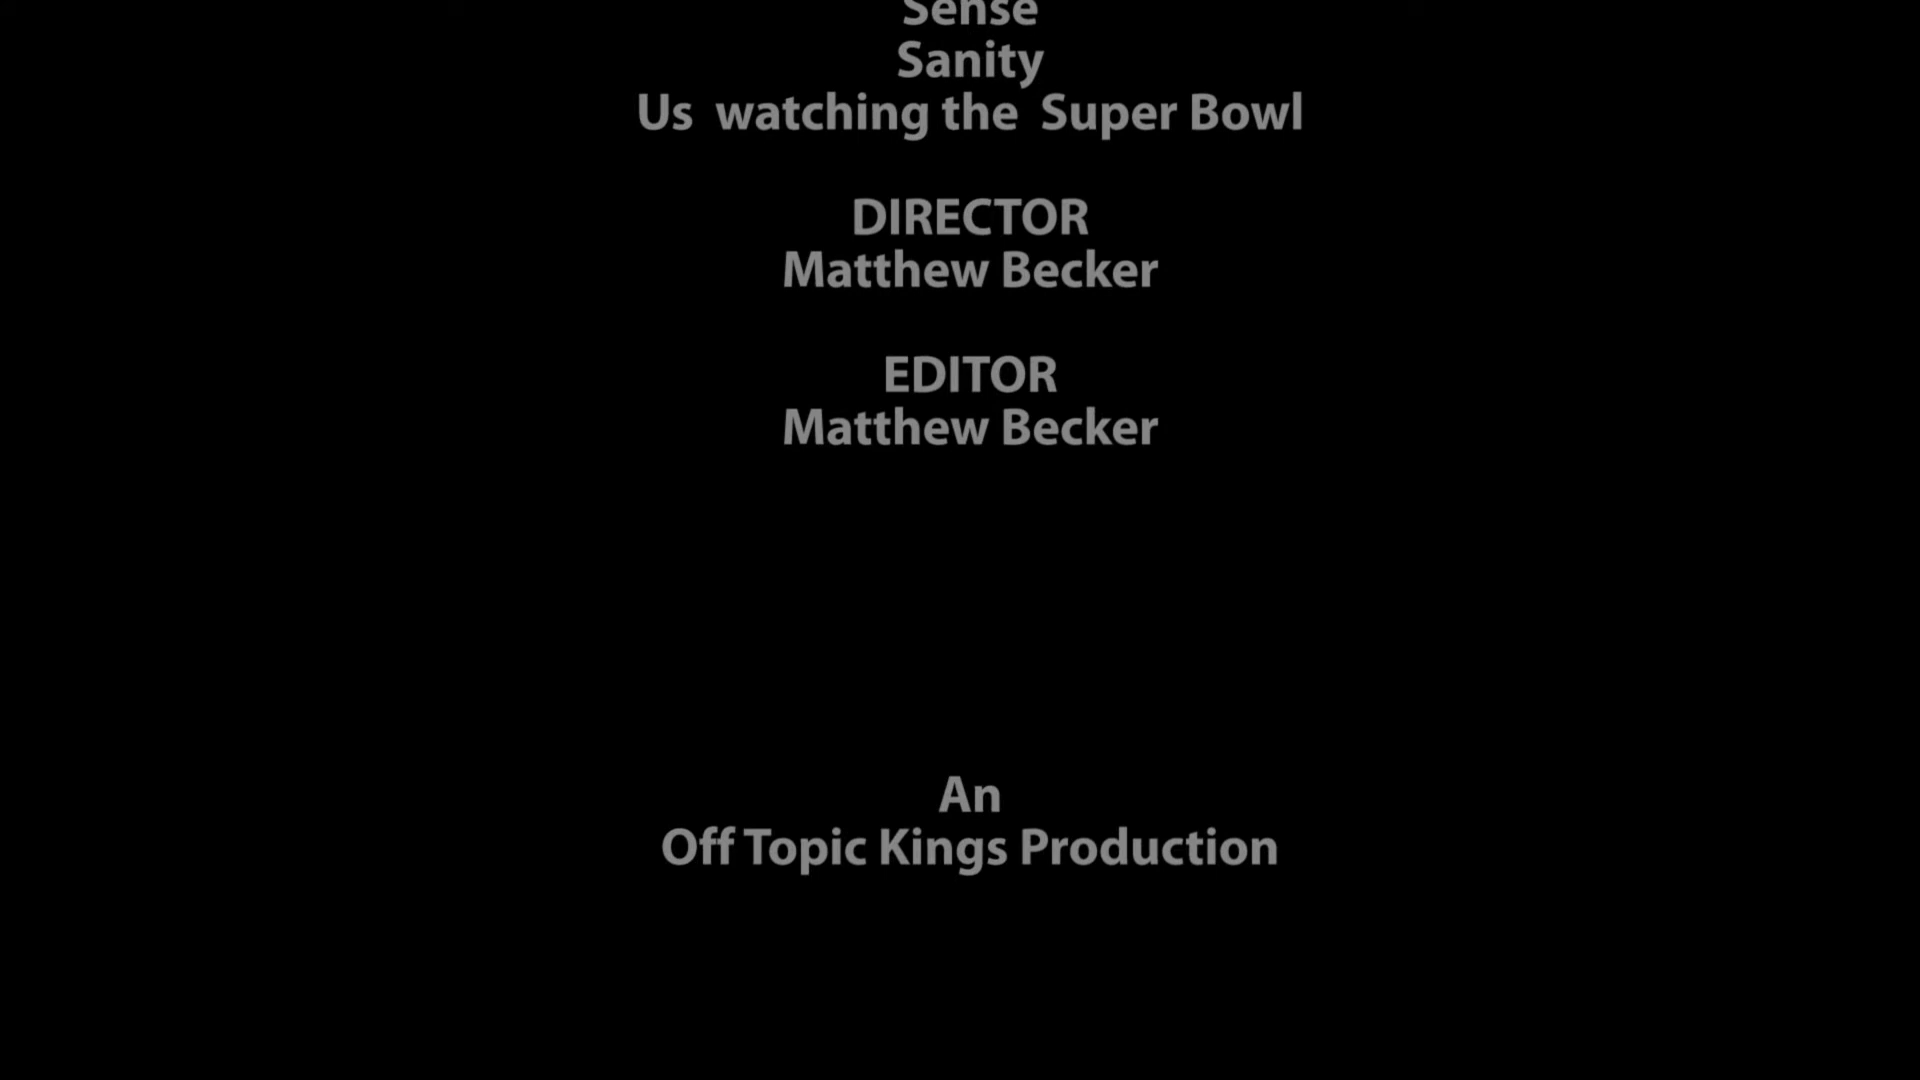 Sense
Sanity
Us watching the Super Bowl
DIRECTOR
Matthew Becker
EDITOR
Matthew Becker
An
Off Topic Kings Production